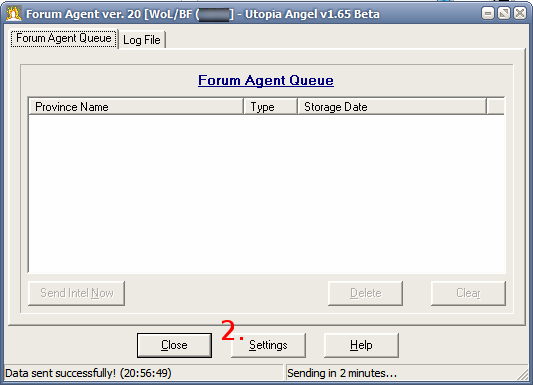 Forum Agent ver. 20 [WoL/BF ( ] - Utopia Angel v1.65 Beta
Forum Agent Queue Log File
Forum Agent Queue
Province Name Type Storage Date
Send Intel Now Delete Clear
2.
Close Settings Help
Data sent successfully! (20:56:49) Sending in 2 minutes...